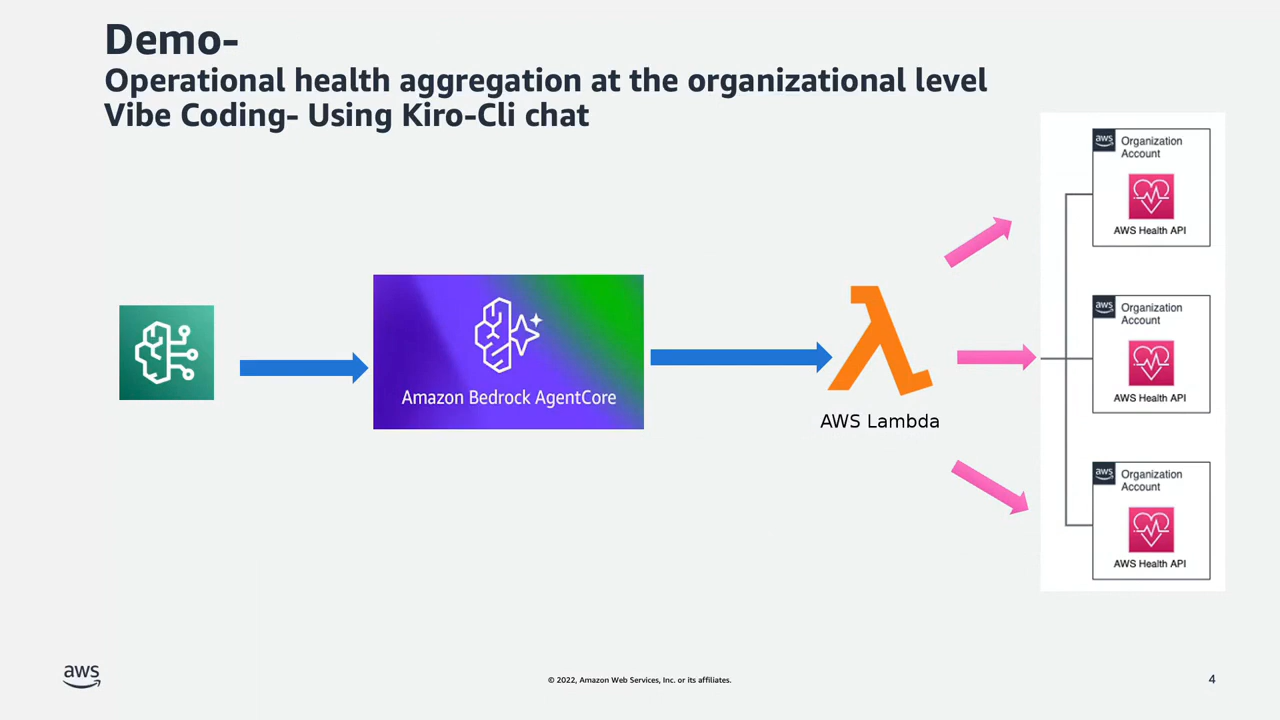 Demo-
Operational health aggregation at the organizational level
Vibe Coding- Using Kiro-Cli chat
aws
Organization
Account
AWS Health API
Amazon Bedrock AgentCore
AWS Lambda
aws
Organization
Account
AWS Health API
aws
Organization
Account
AWS Health API
aws
© 2022, Amazon Web Services, Inc. or its affiliates.
4